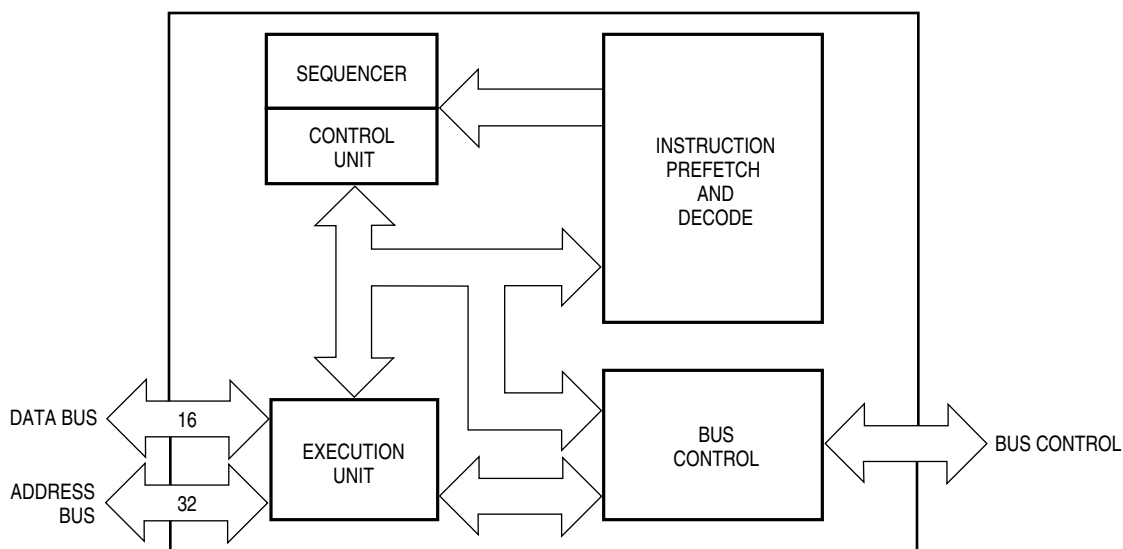 SEQUENCER
CONTROL
UNIT
INSTRUCTION
PREFETCH
AND
DECODE
DATA BUS
16
EXECUTION
UNIT
BUS
CONTROL
BUS CONTROL
ADDRESS
BUS
32